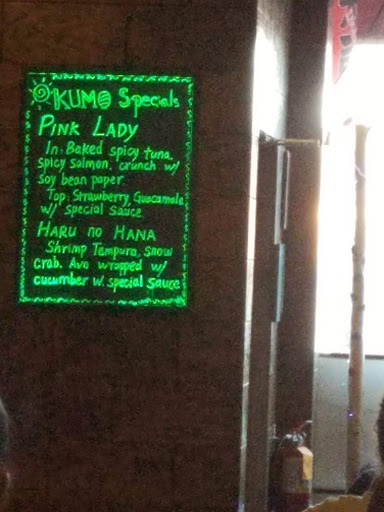 OKUMO Specials
PINK LADY
In: Baked spicy tuna,
spicy salmon, crunch w/
Soy bean paper
Top: Strawberry, Guacamole,
w/ special sauce
HARU no HANA
Shrimp Tempura, Snow
crab, Avo wrapped w/
cucumber w. special sauce